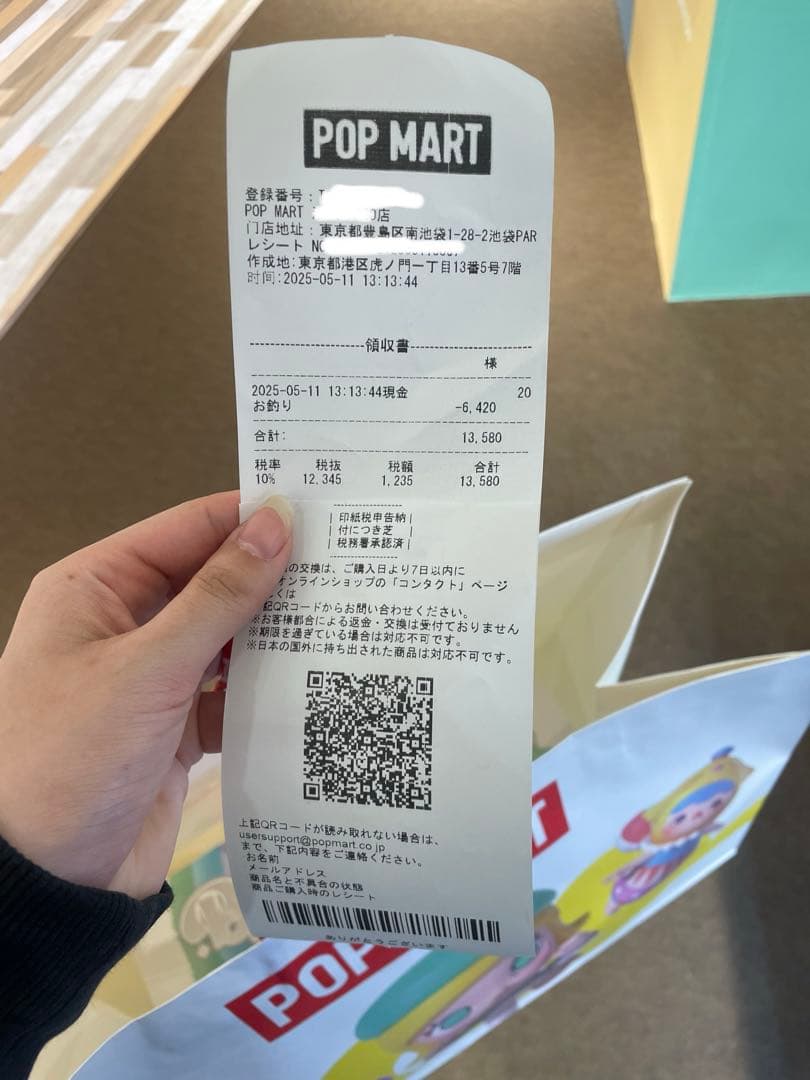 POP MART
登録番号:
POP MART 店
门店地址: 東京都豊島区南池袋1-28-2池袋PAR
レシート NO
作成地:東京都港区虎ノ門一丁目13番5号7階
时间:2025-05-11 13:13:44
領収書
様
2025-05-11 13:13:44現金 20
お釣り -6,420
合計: 13,580
税率 税抜 税額 合計
10% 12,345 1,235 13,580
印紙税申告納
付につき芝
税務署承認済
の交換は、ご購入日より7日以内に
オンラインショップの「コンタクト」ページ
くは
記QRコードからお問い合わせください。
※お客様都合による返金・交換は受付ておりません
※期限を過ぎている場合は対応不可です。
※日本の国外に持ち出された商品は対応不可です。
上記QRコードが読み取れない場合は、
usersupport@popmart.co.jp
まで、下記内容をご連絡ください。
お名前
メールアドレス
商品名と不具合の状態
商品ご購入時のレシート
ありがとうございます
POP
T